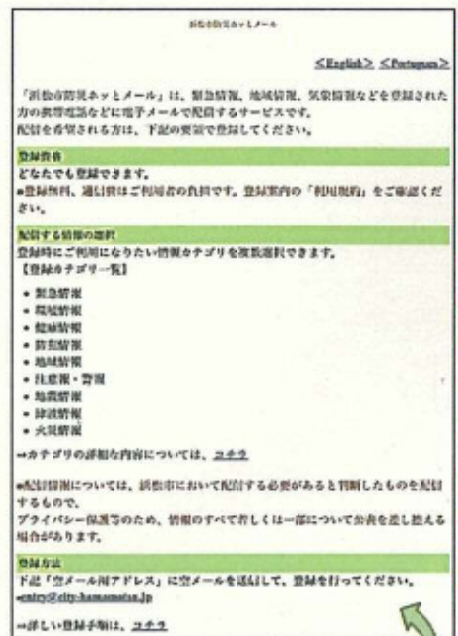 浜松市防災ホッとメール
<English> <Portugues>
「浜松市防災ホッとメール」は、緊急情報、地域情報、気象情報などを登録された
方の携帯電話などに電子メールで配信するサービスです。
配信を希望される方は、下記の要領で登録してください。
登録費用
どなたでも登録できます。
※登録無料、通信費はご利用者の負担です。登録案内の「利用規約」をご確認くだ
さい。
配信する情報の選択
登録時にご利用になりたい情報カテゴリを複数選択できます。
【登録カテゴリ一覧】
• 緊急情報
• 環境情報
• 健康情報
• 防犯情報
• 地域情報
• 注意報・警報
• 地震情報
• 津波情報
• 火災情報
→カテゴリの詳細な内容については、コチラ
※配信情報については、浜松市において配信する必要があると判断したものを配信
するもので、
プライバシー保護等のため、情報のすべて若しくは一部について公表を差し控える
場合があります。
登録方法
下記「空メール用アドレス」に空メールを送信して、登録を行ってください。
→entry@city-hamamatsu.jp
→詳しい登録手順は、コチラ